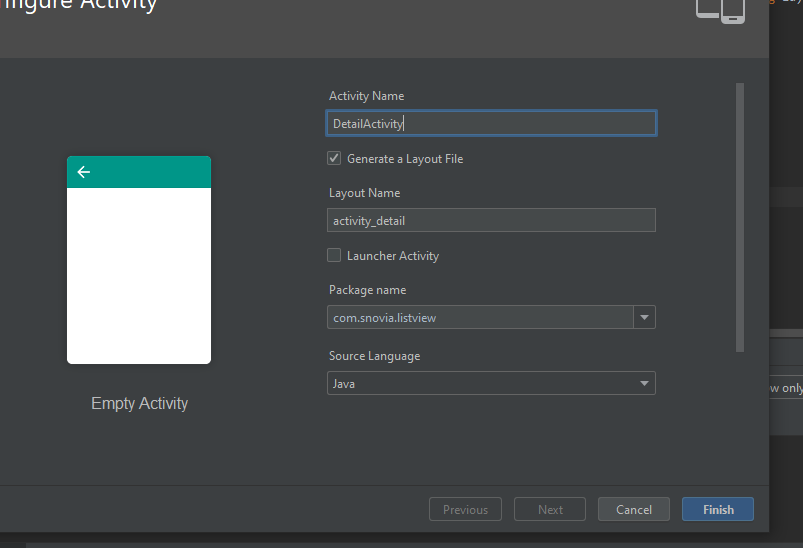 nfigure Activity
Activity Name
DetailActivity
Generate a Layout File
Layout Name
activity_detail
Launcher Activity
Package name
com.snovia.listview
Source Language
Java
Empty Activity
w only
Previous
Next
Cancel
Finish